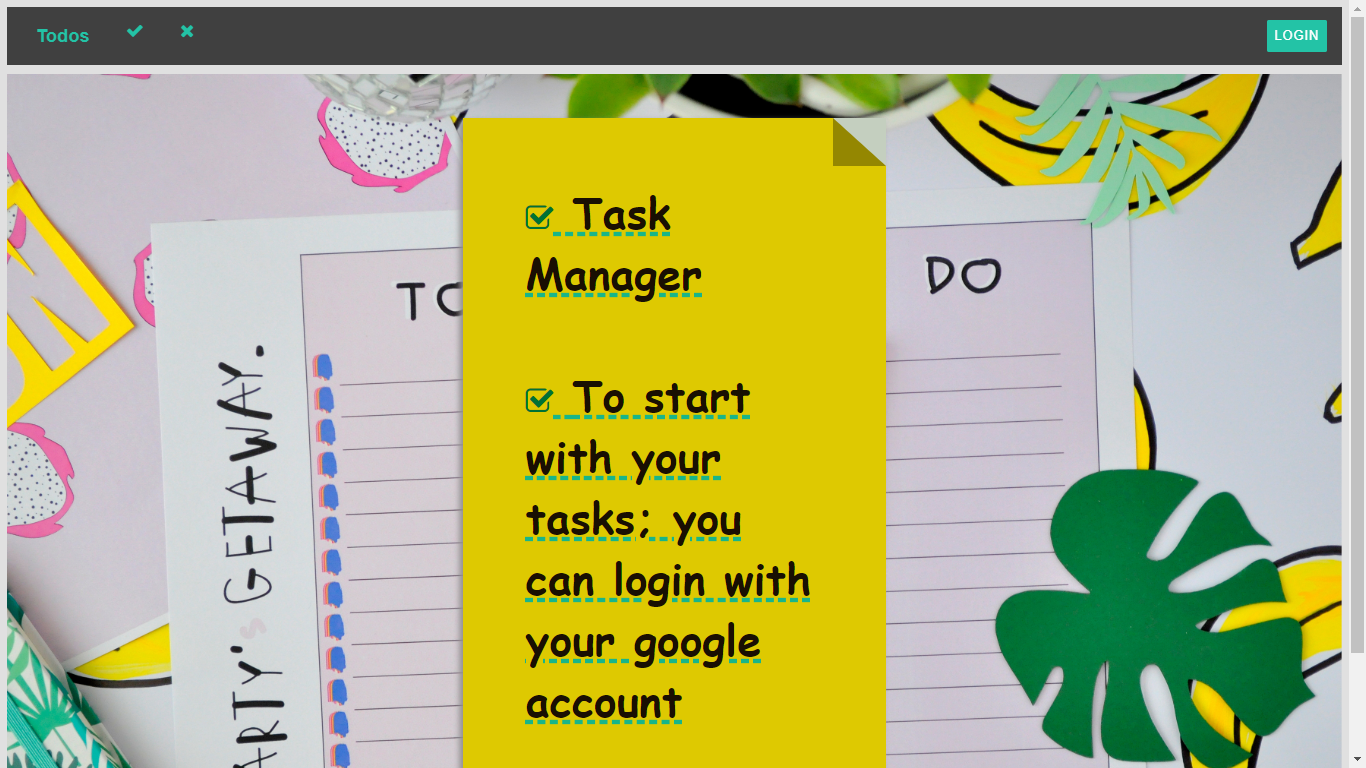 Todos
LOGIN
TO
DO
Task
Manager
To start
with your
tasks; you
can login with
your google
account
ARTY's GETAWAY.